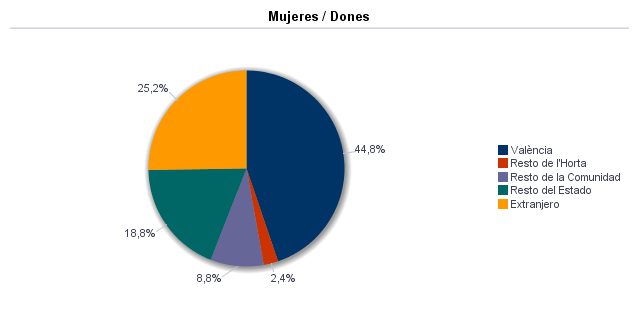 Mujeres / Dones
25,2%
44,8%
18,8%
8,8%
2,4%
València
Resto de l'Horta
Resto de la Comunidad
Resto del Estado
Extranjero